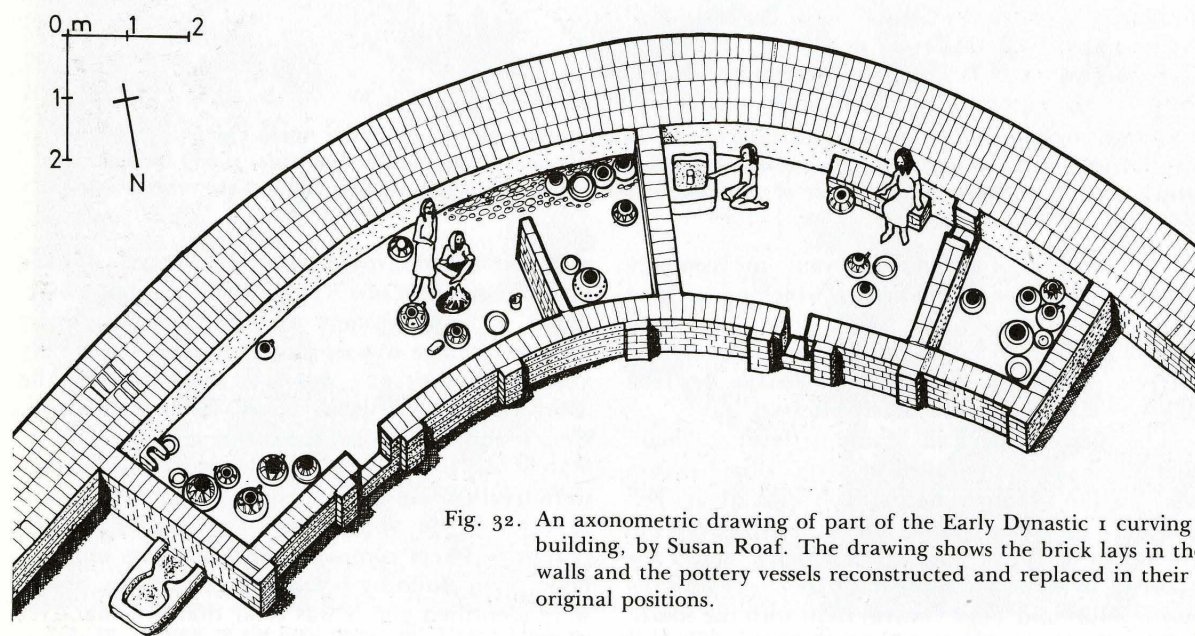 0 m 1 2
1
2
N
Fig. 32. An axonometric drawing of part of the Early Dynastic 1 curving
building, by Susan Roaf. The drawing shows the brick lays in the
walls and the pottery vessels reconstructed and replaced in their
original positions.